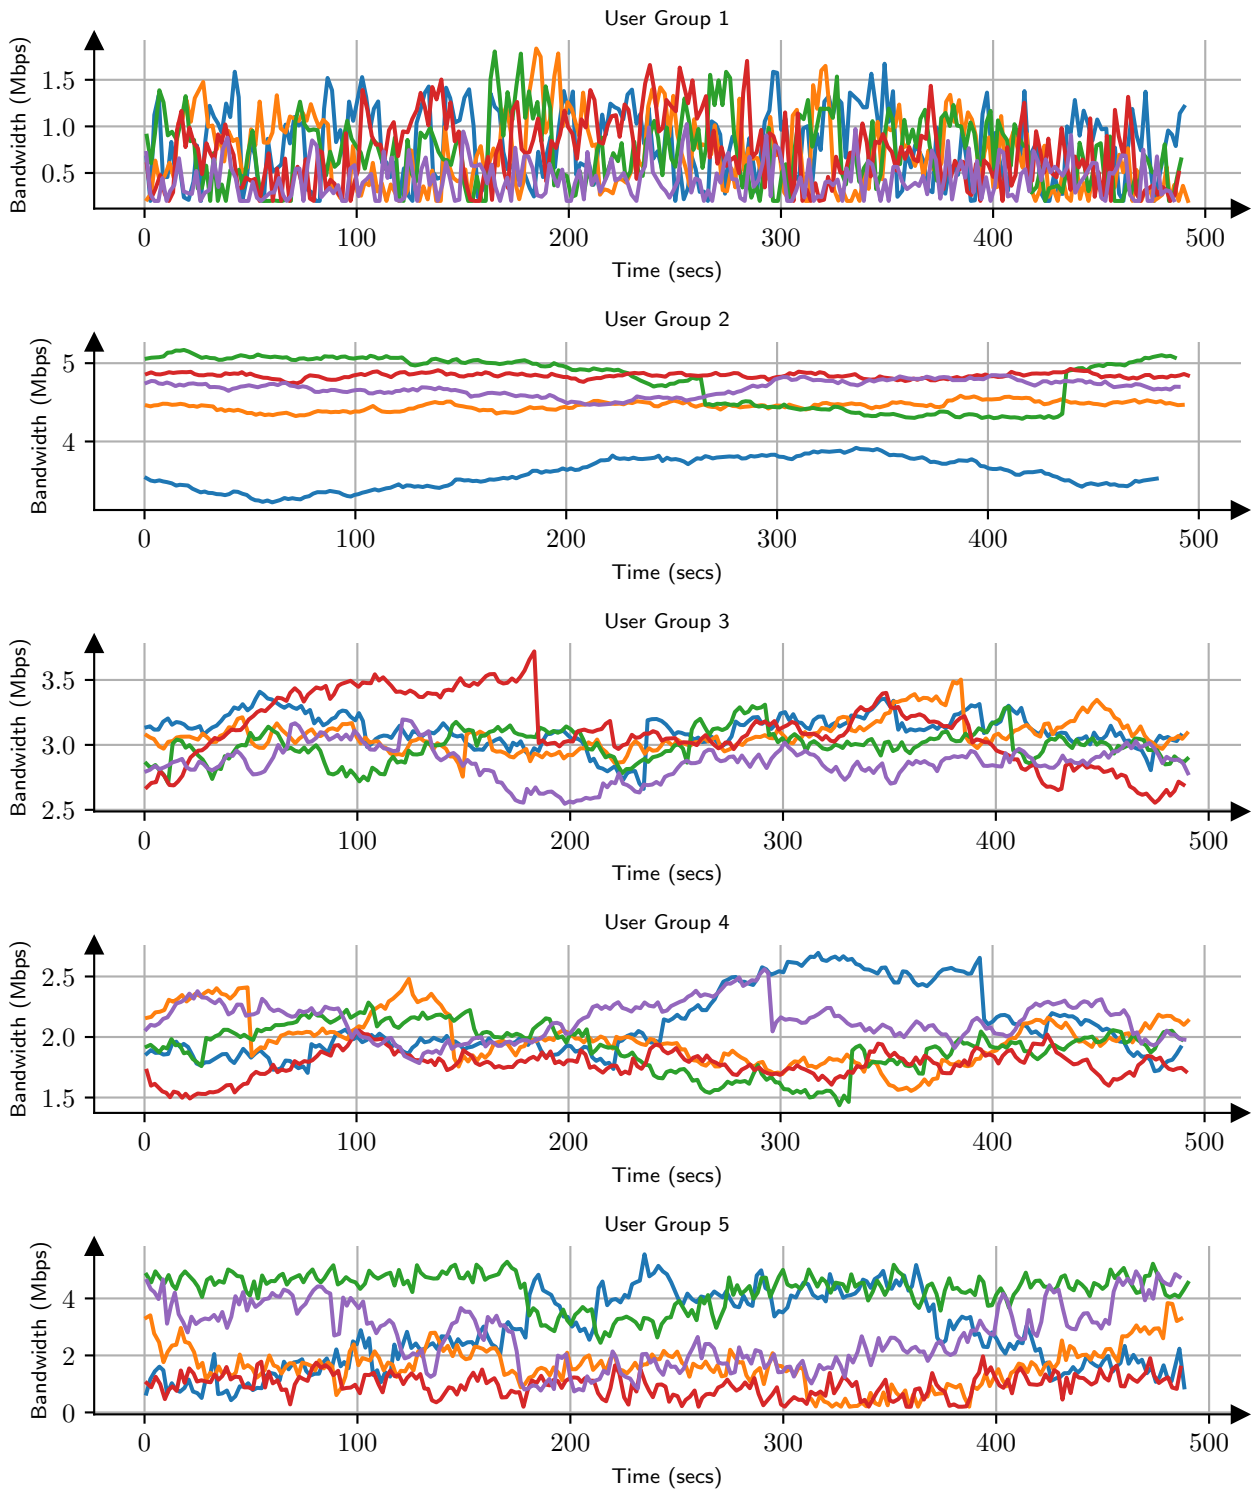 User Group 1
Bandwidth (Mbps)
1.5
1.0
0.5
0 100 200 300 400 500
Time (secs)
User Group 2
Bandwidth (Mbps)
5
4
0 100 200 300 400 500
Time (secs)
User Group 3
Bandwidth (Mbps)
3.5
3.0
2.5
0 100 200 300 400 500
Time (secs)
User Group 4
Bandwidth (Mbps)
2.5
2.0
1.5
0 100 200 300 400 500
Time (secs)
User Group 5
Bandwidth (Mbps)
4
2
0
0 100 200 300 400 500
Time (secs)